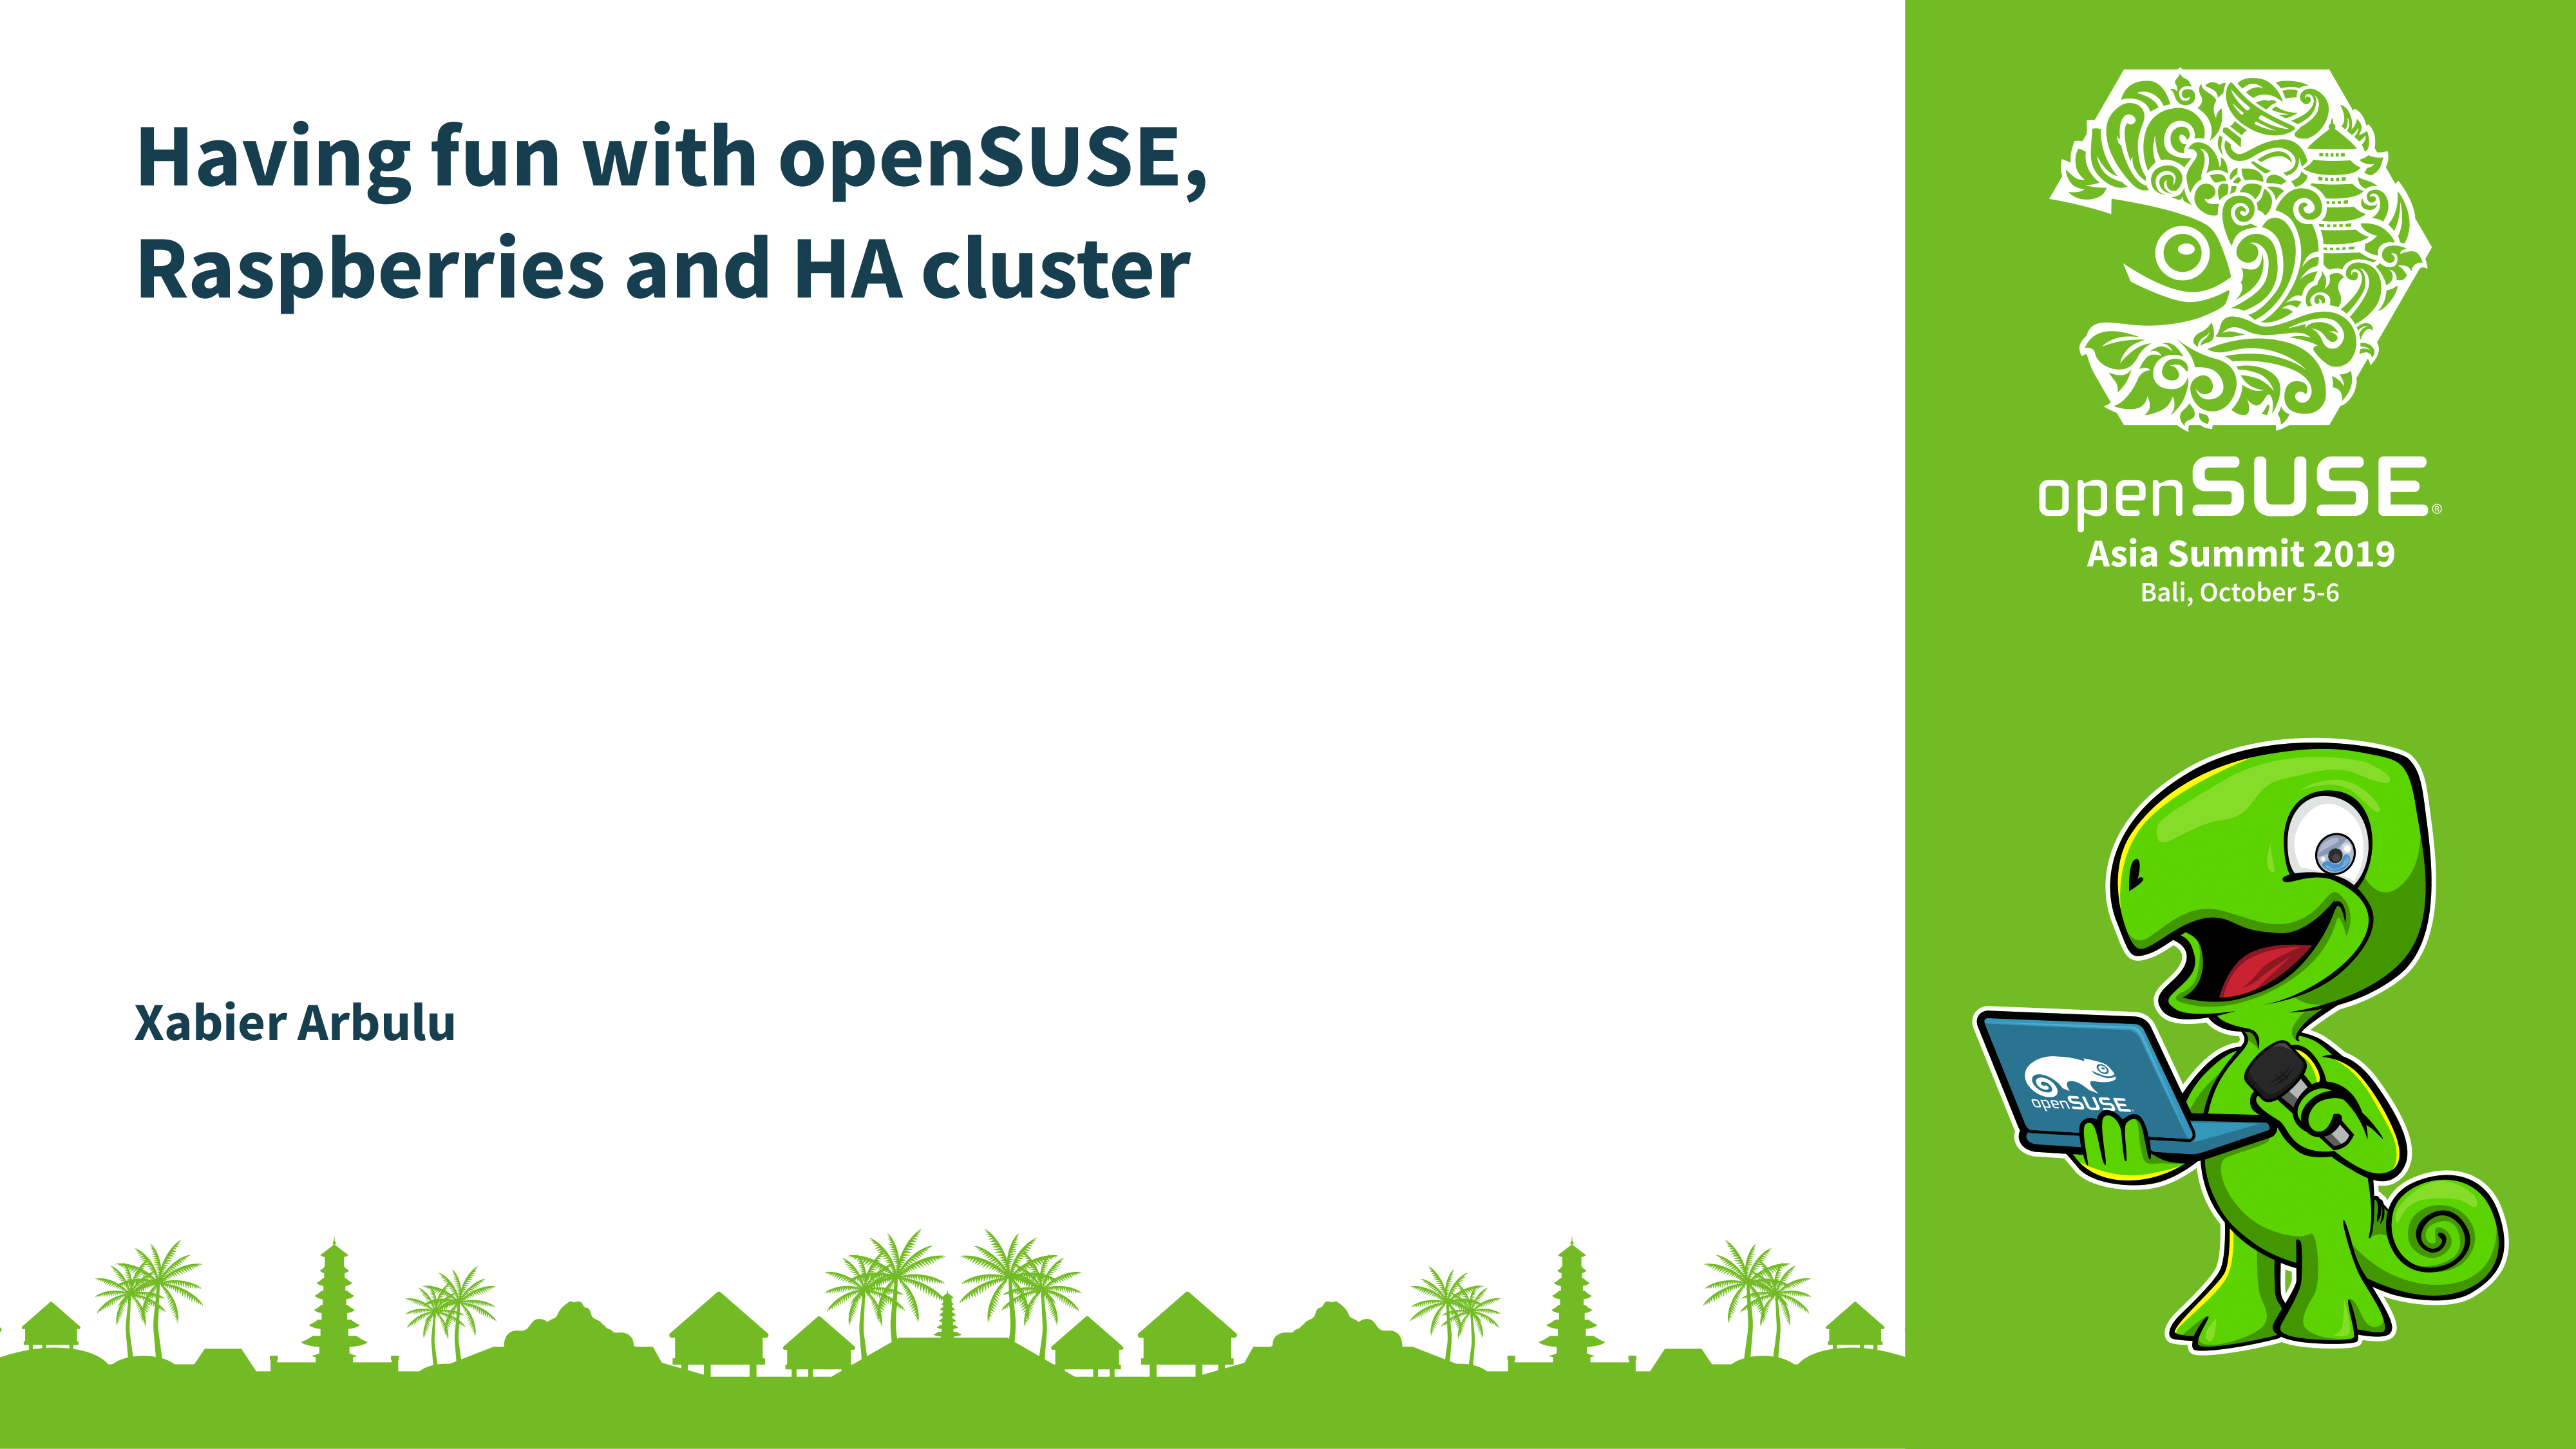 Having fun with openSUSE,
Raspberries and HA cluster
Xabier Arbulu
openSUSE®
Asia Summit 2019
Bali, October 5-6
openSUSE